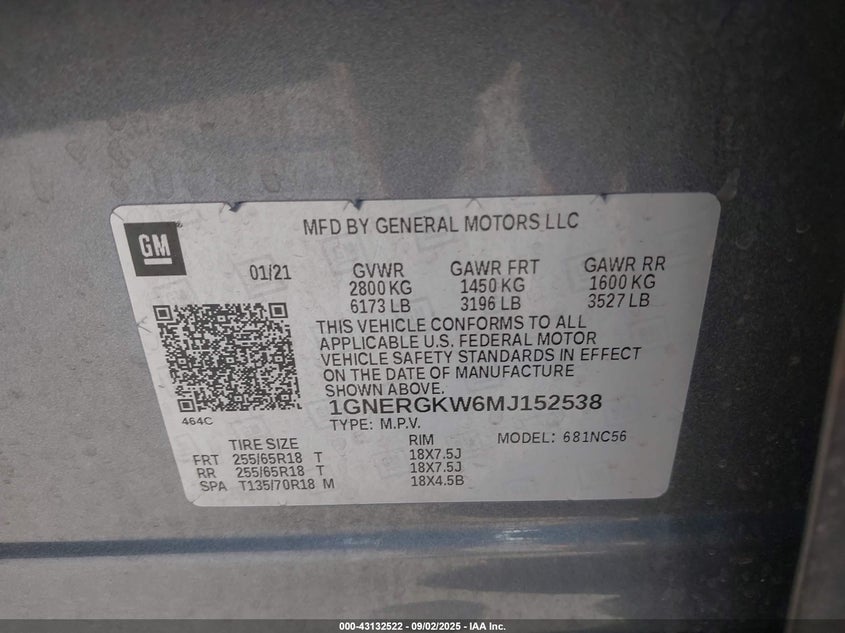 GM
MFD BY GENERAL MOTORS LLC
01/21 GVWR GAWR FRT GAWR RR
2800 KG 1450 KG 1600 KG
6173 LB 3196 LB 3527 LB
THIS VEHICLE CONFORMS TO ALL
APPLICABLE U.S. FEDERAL MOTOR
VEHICLE SAFETY STANDARDS IN EFFECT
ON THE DATE OF MANUFACTURE
SHOWN ABOVE.
464C
1GNERGKW6MJ152538
TYPE: M.P.V.
TIRE SIZE RIM MODEL: 681NC56
FRT 255/65R18 T 18X7.5J
RR 255/65R18 T 18X7.5J
SPA T135/70R18 M 18X4.5B
000-43132522 - 09/02/2025 - IAA Inc.